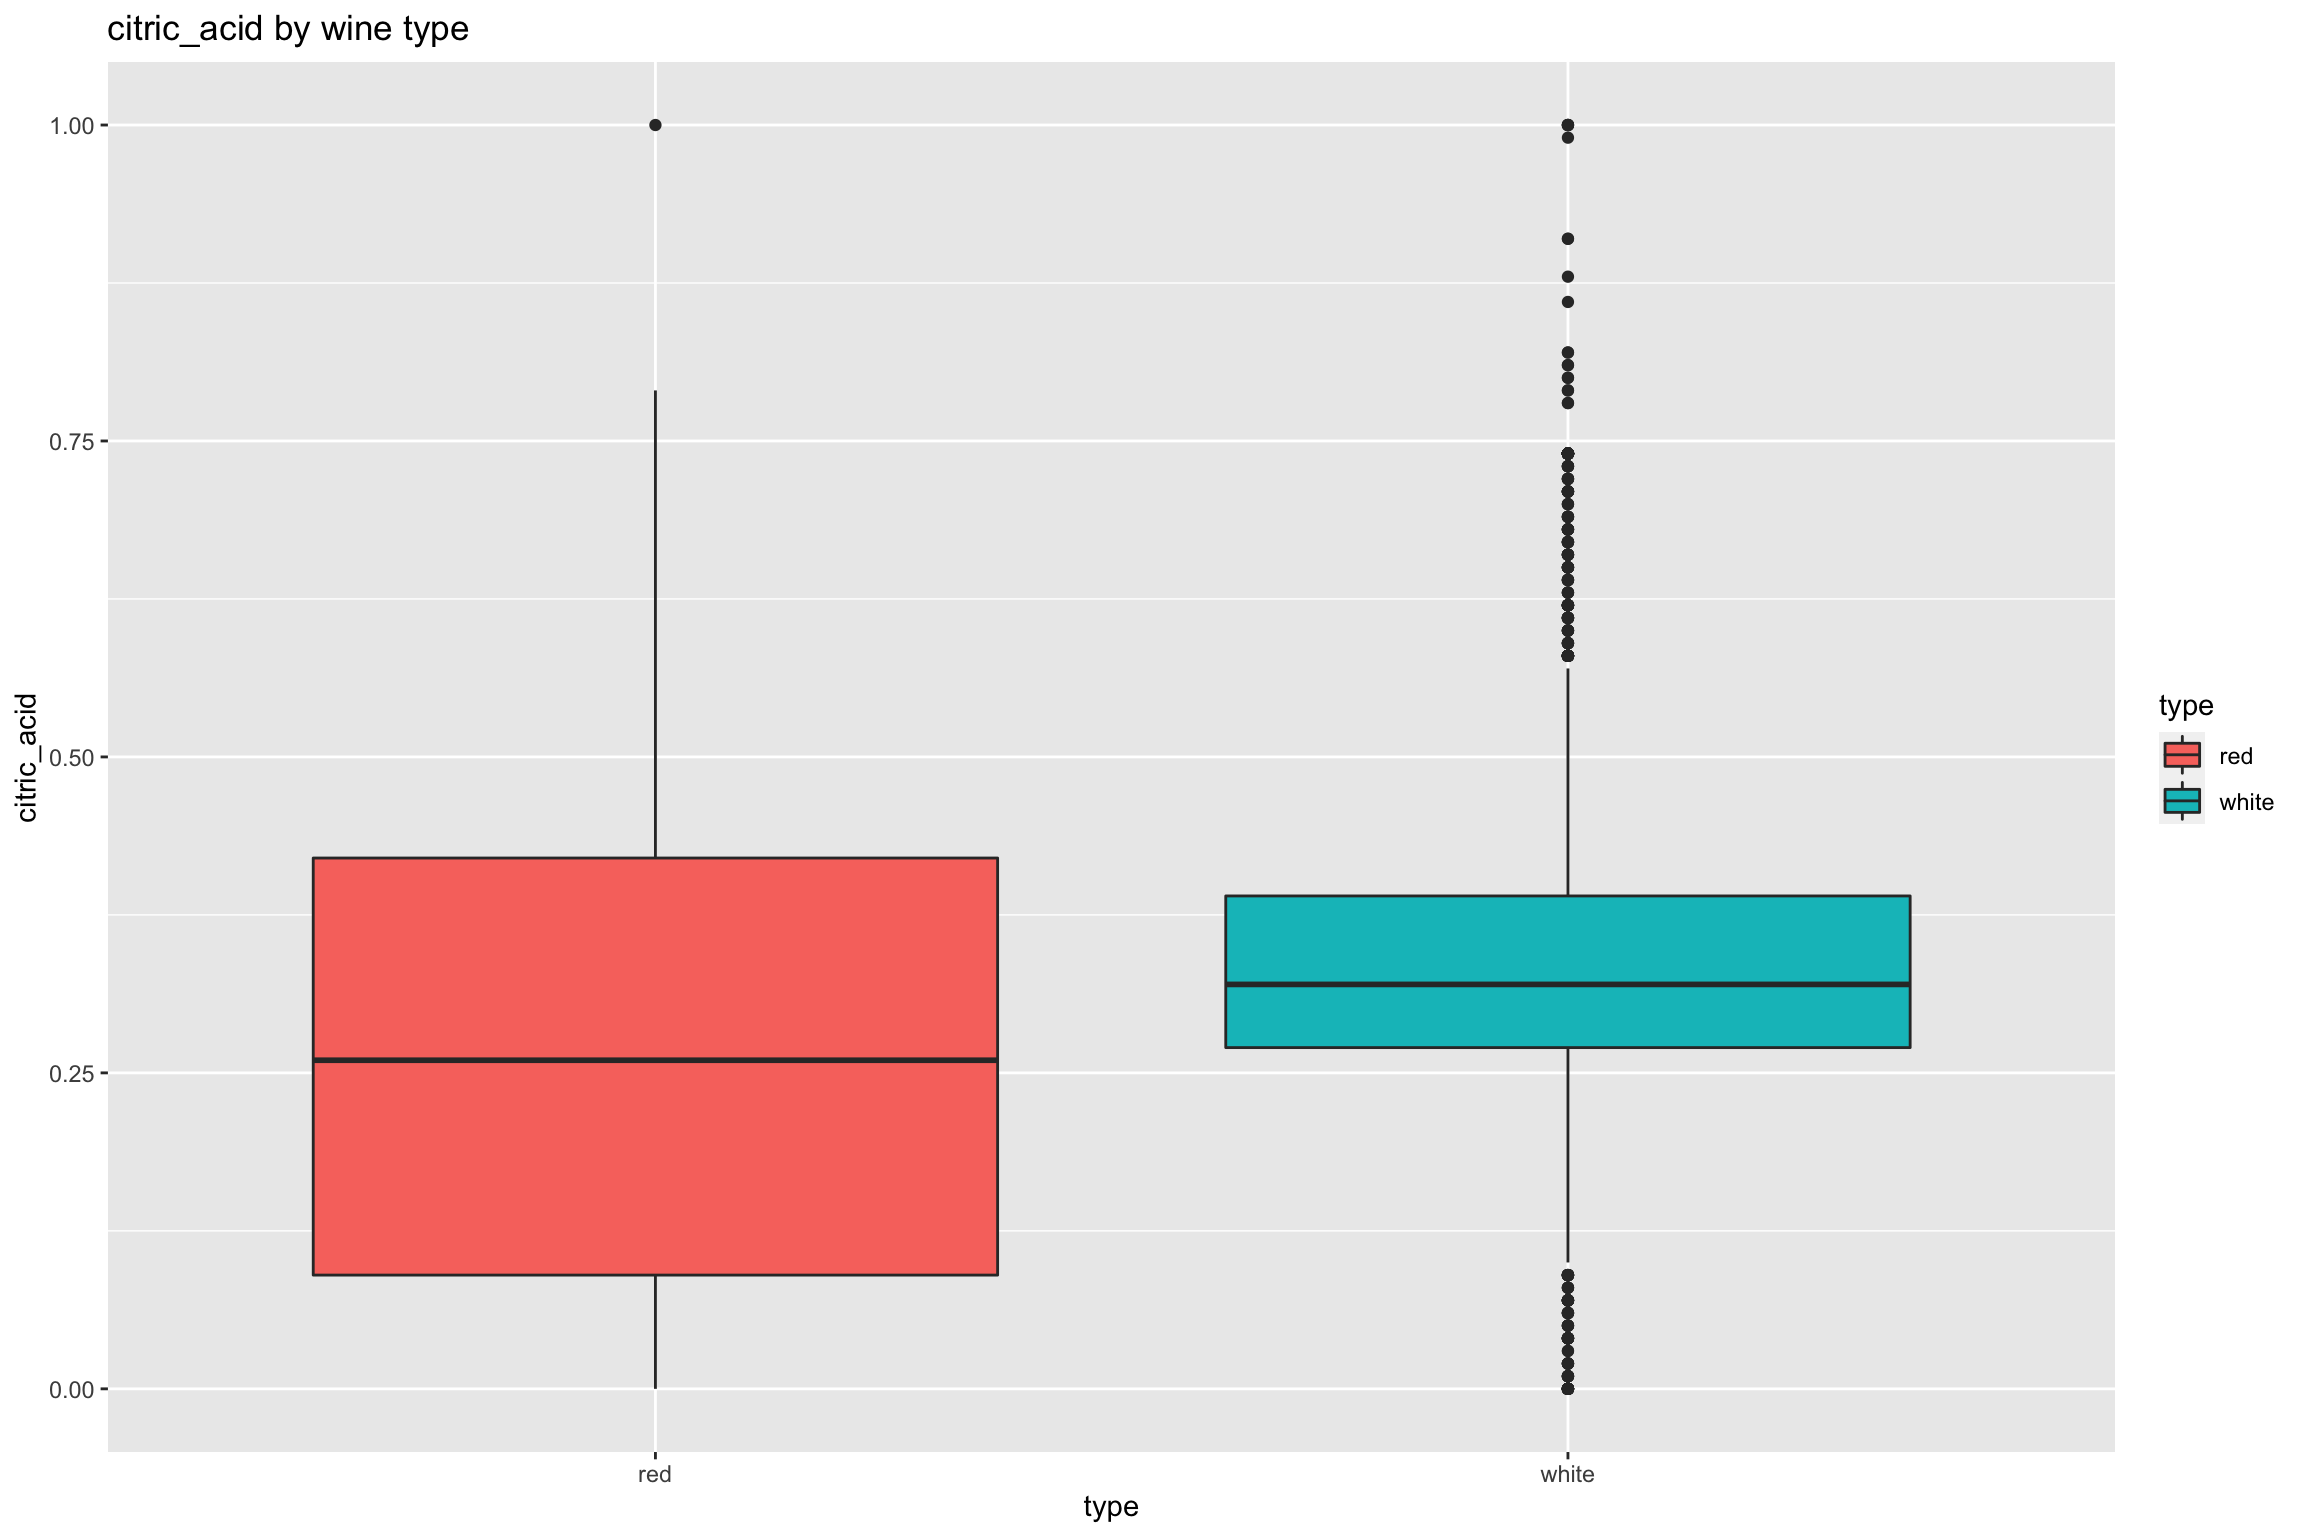 citric_acid by wine type
citric_acid
1.00
0.75
0.50
0.25
0.00
red
white
type
type
red
white